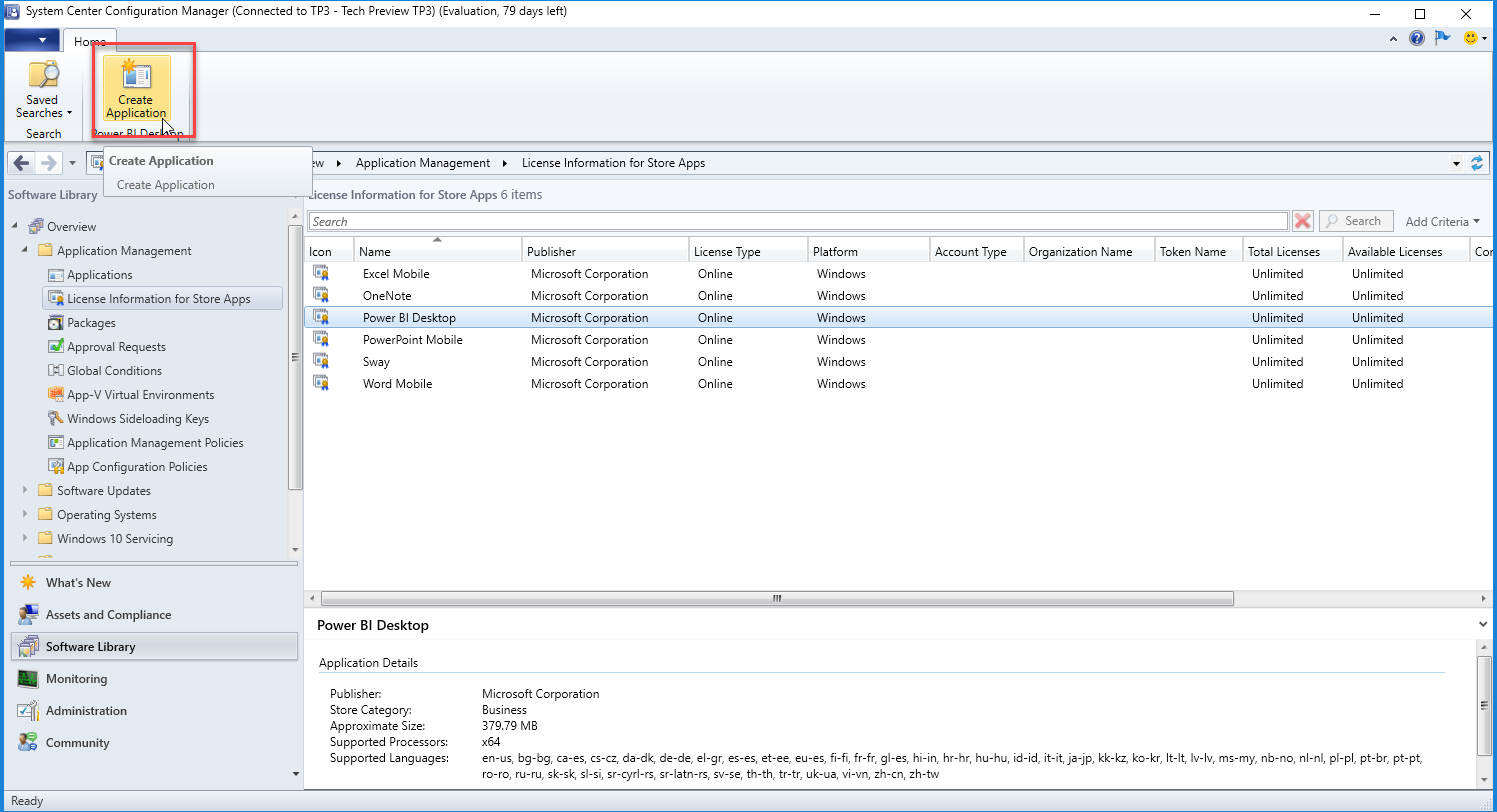 System Center Configuration Manager (Connected to TP3 - Tech Preview TP3) (Evaluation, 79 days left)
Home
Saved
Searches
Search
Create
Application
Power BI Desktop
Create Application
Create Application
Application Management
License Information for Store Apps
Software Library
License Information for Store Apps 6 items
Search
Search
Add Criteria
Overview
Application Management
Applications
License Information for Store Apps
Packages
Approval Requests
Global Conditions
App-V Virtual Environments
Windows Sideloading Keys
Application Management Policies
App Configuration Policies
Software Updates
Operating Systems
Windows 10 Servicing
What's New
Assets and Compliance
Software Library
Monitoring
Administration
Community
Icon Name Publisher License Type Platform Account Type Organization Name Token Name Total Licenses Available Licenses
Excel Mobile Microsoft Corporation Online Windows Unlimited Unlimited
OneNote Microsoft Corporation Online Windows Unlimited Unlimited
Power BI Desktop Microsoft Corporation Online Windows Unlimited Unlimited
PowerPoint Mobile Microsoft Corporation Online Windows Unlimited Unlimited
Sway Microsoft Corporation Online Windows Unlimited Unlimited
Word Mobile Microsoft Corporation Online Windows Unlimited Unlimited
Power BI Desktop
Application Details
Publisher: Microsoft Corporation
Store Category: Business
Approximate Size: 379.79 MB
Supported Processors: x64
Supported Languages: en-us, bg-bg, ca-es, cs-cz, da-dk, de-de, el-gr, es-es, et-ee, eu-es, fi-fi, fr-fr, gl-es, hi-in, hr-hr, hu-hu, id-id, it-it, ja-jp, kk-kz, ko-kr, lt-lt, lv-lv, ms-my, nb-no, nl-nl, pl-pl, pt-br, pt-pt,
ro-ro, ru-ru, sk-sk, sl-si, sr-cyrl-rs, sr-latn-rs, sv-se, th-th, tr-tr, uk-ua, vi-vn, zh-cn, zh-tw
Ready